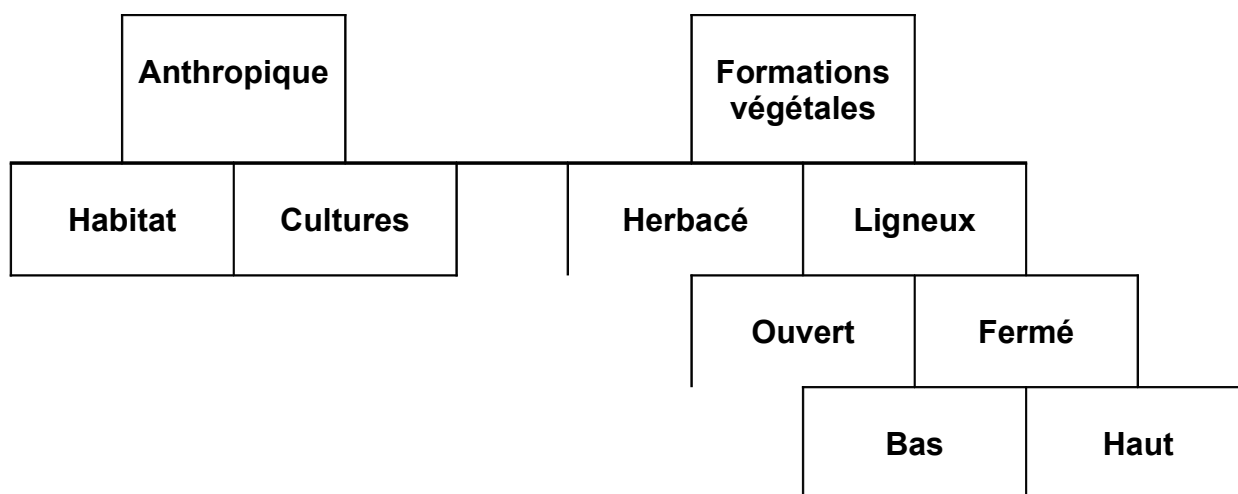 Anthropique
Formations
végétales
Habitat
Cultures
Herbacé
Ligneux
Ouvert
Fermé
Bas
Haut